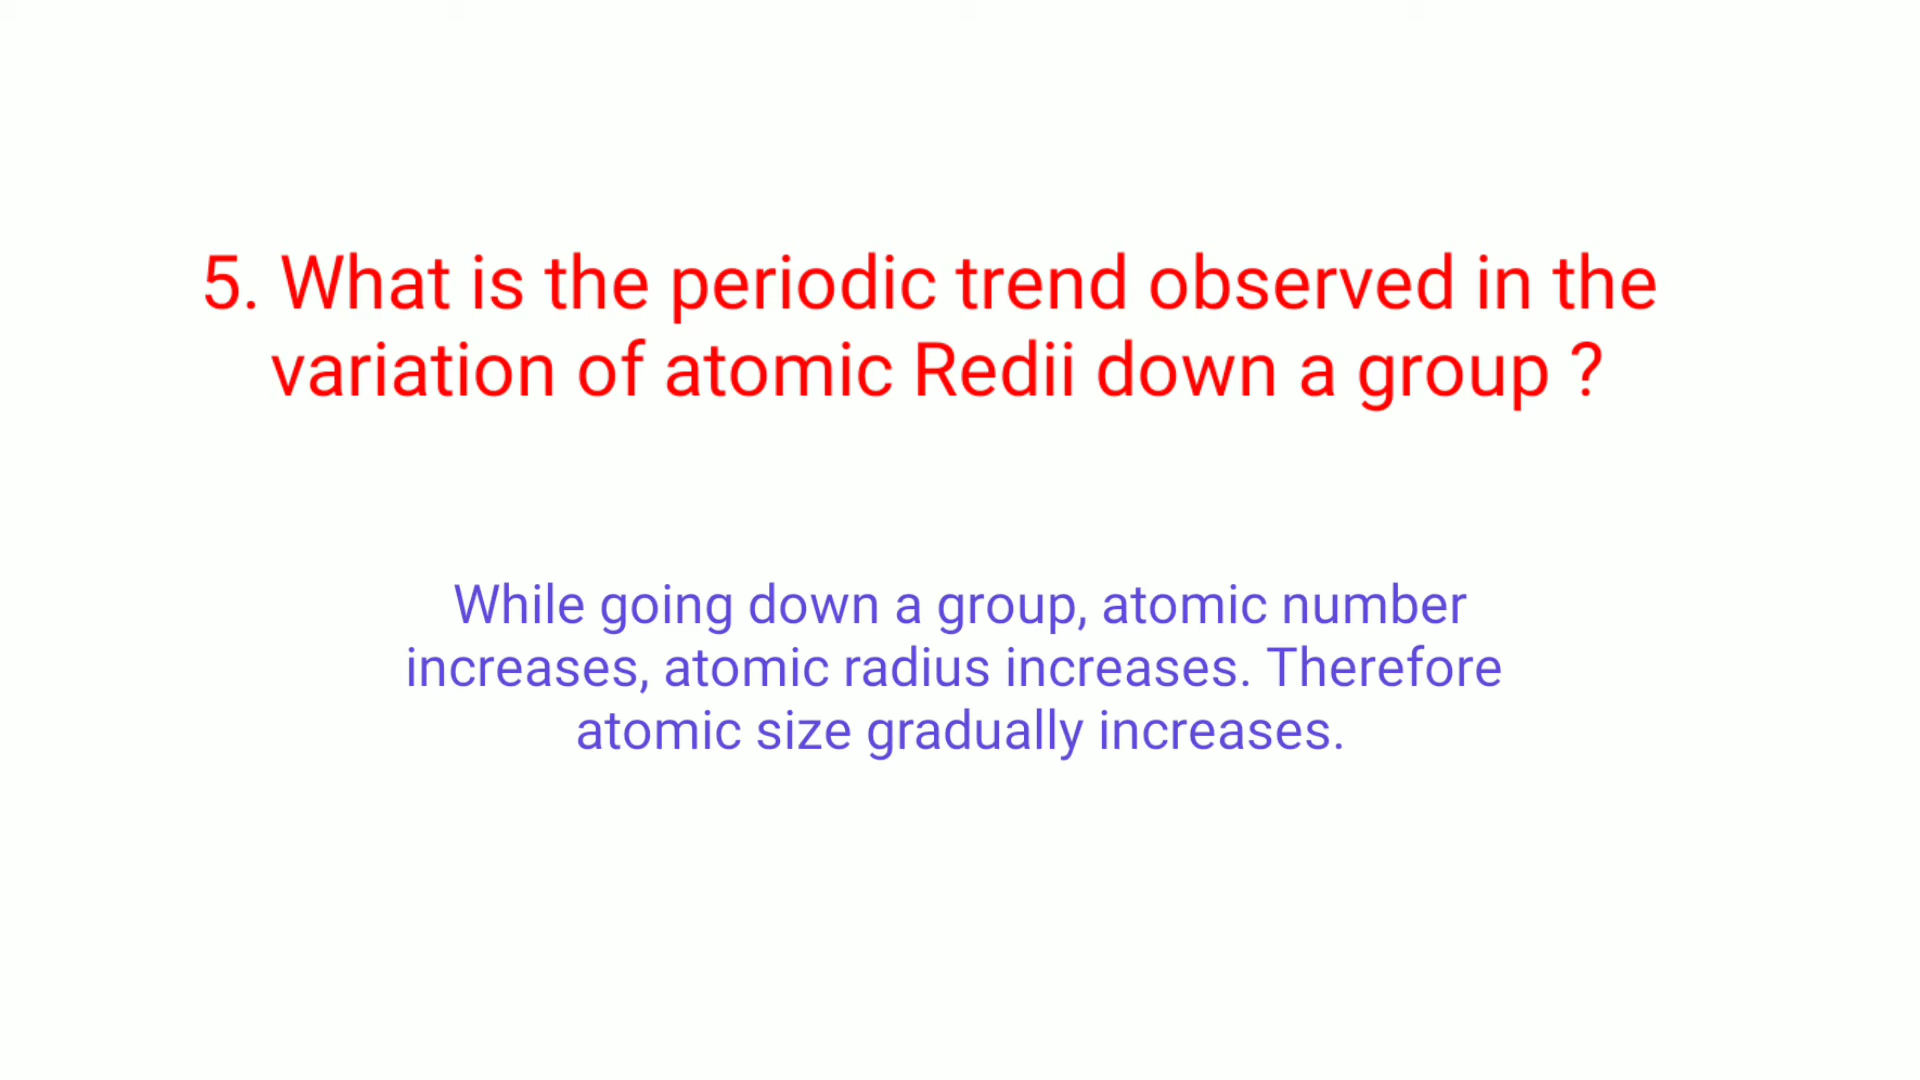 5. What is the periodic trend observed in the
variation of atomic Redii down a group ?
While going down a group, atomic number
increases, atomic radius increases. Therefore
atomic size gradually increases.